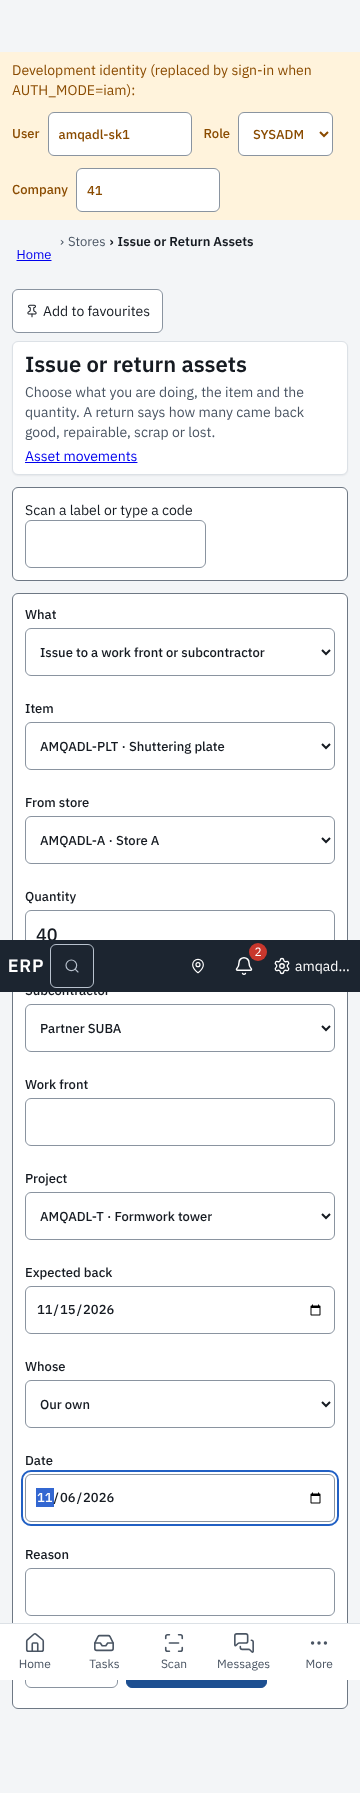 Development identity (replaced by sign-in when
AUTH_MODE=iam):
User amqadl-sk1 Role SYSADM
Company 41
Home › Stores › Issue or Return Assets
Add to favourites
Issue or return assets
Choose what you are doing, the item and the
quantity. A return says how many came back
good, repairable, scrap or lost.
Asset movements
Scan a label or type a code
What
Issue to a work front or subcontractor
Item
AMQADL-PLT · Shuttering plate
From store
AMQADL-A · Store A
Quantity
40
ERP 2 amqad...
Subcontractor
Partner SUBA
Work front
Project
AMQADL-T · Formwork tower
Expected back
11/15/2026
Whose
Our own
Date
11/06/2026
Reason
Home Tasks Scan Messages More